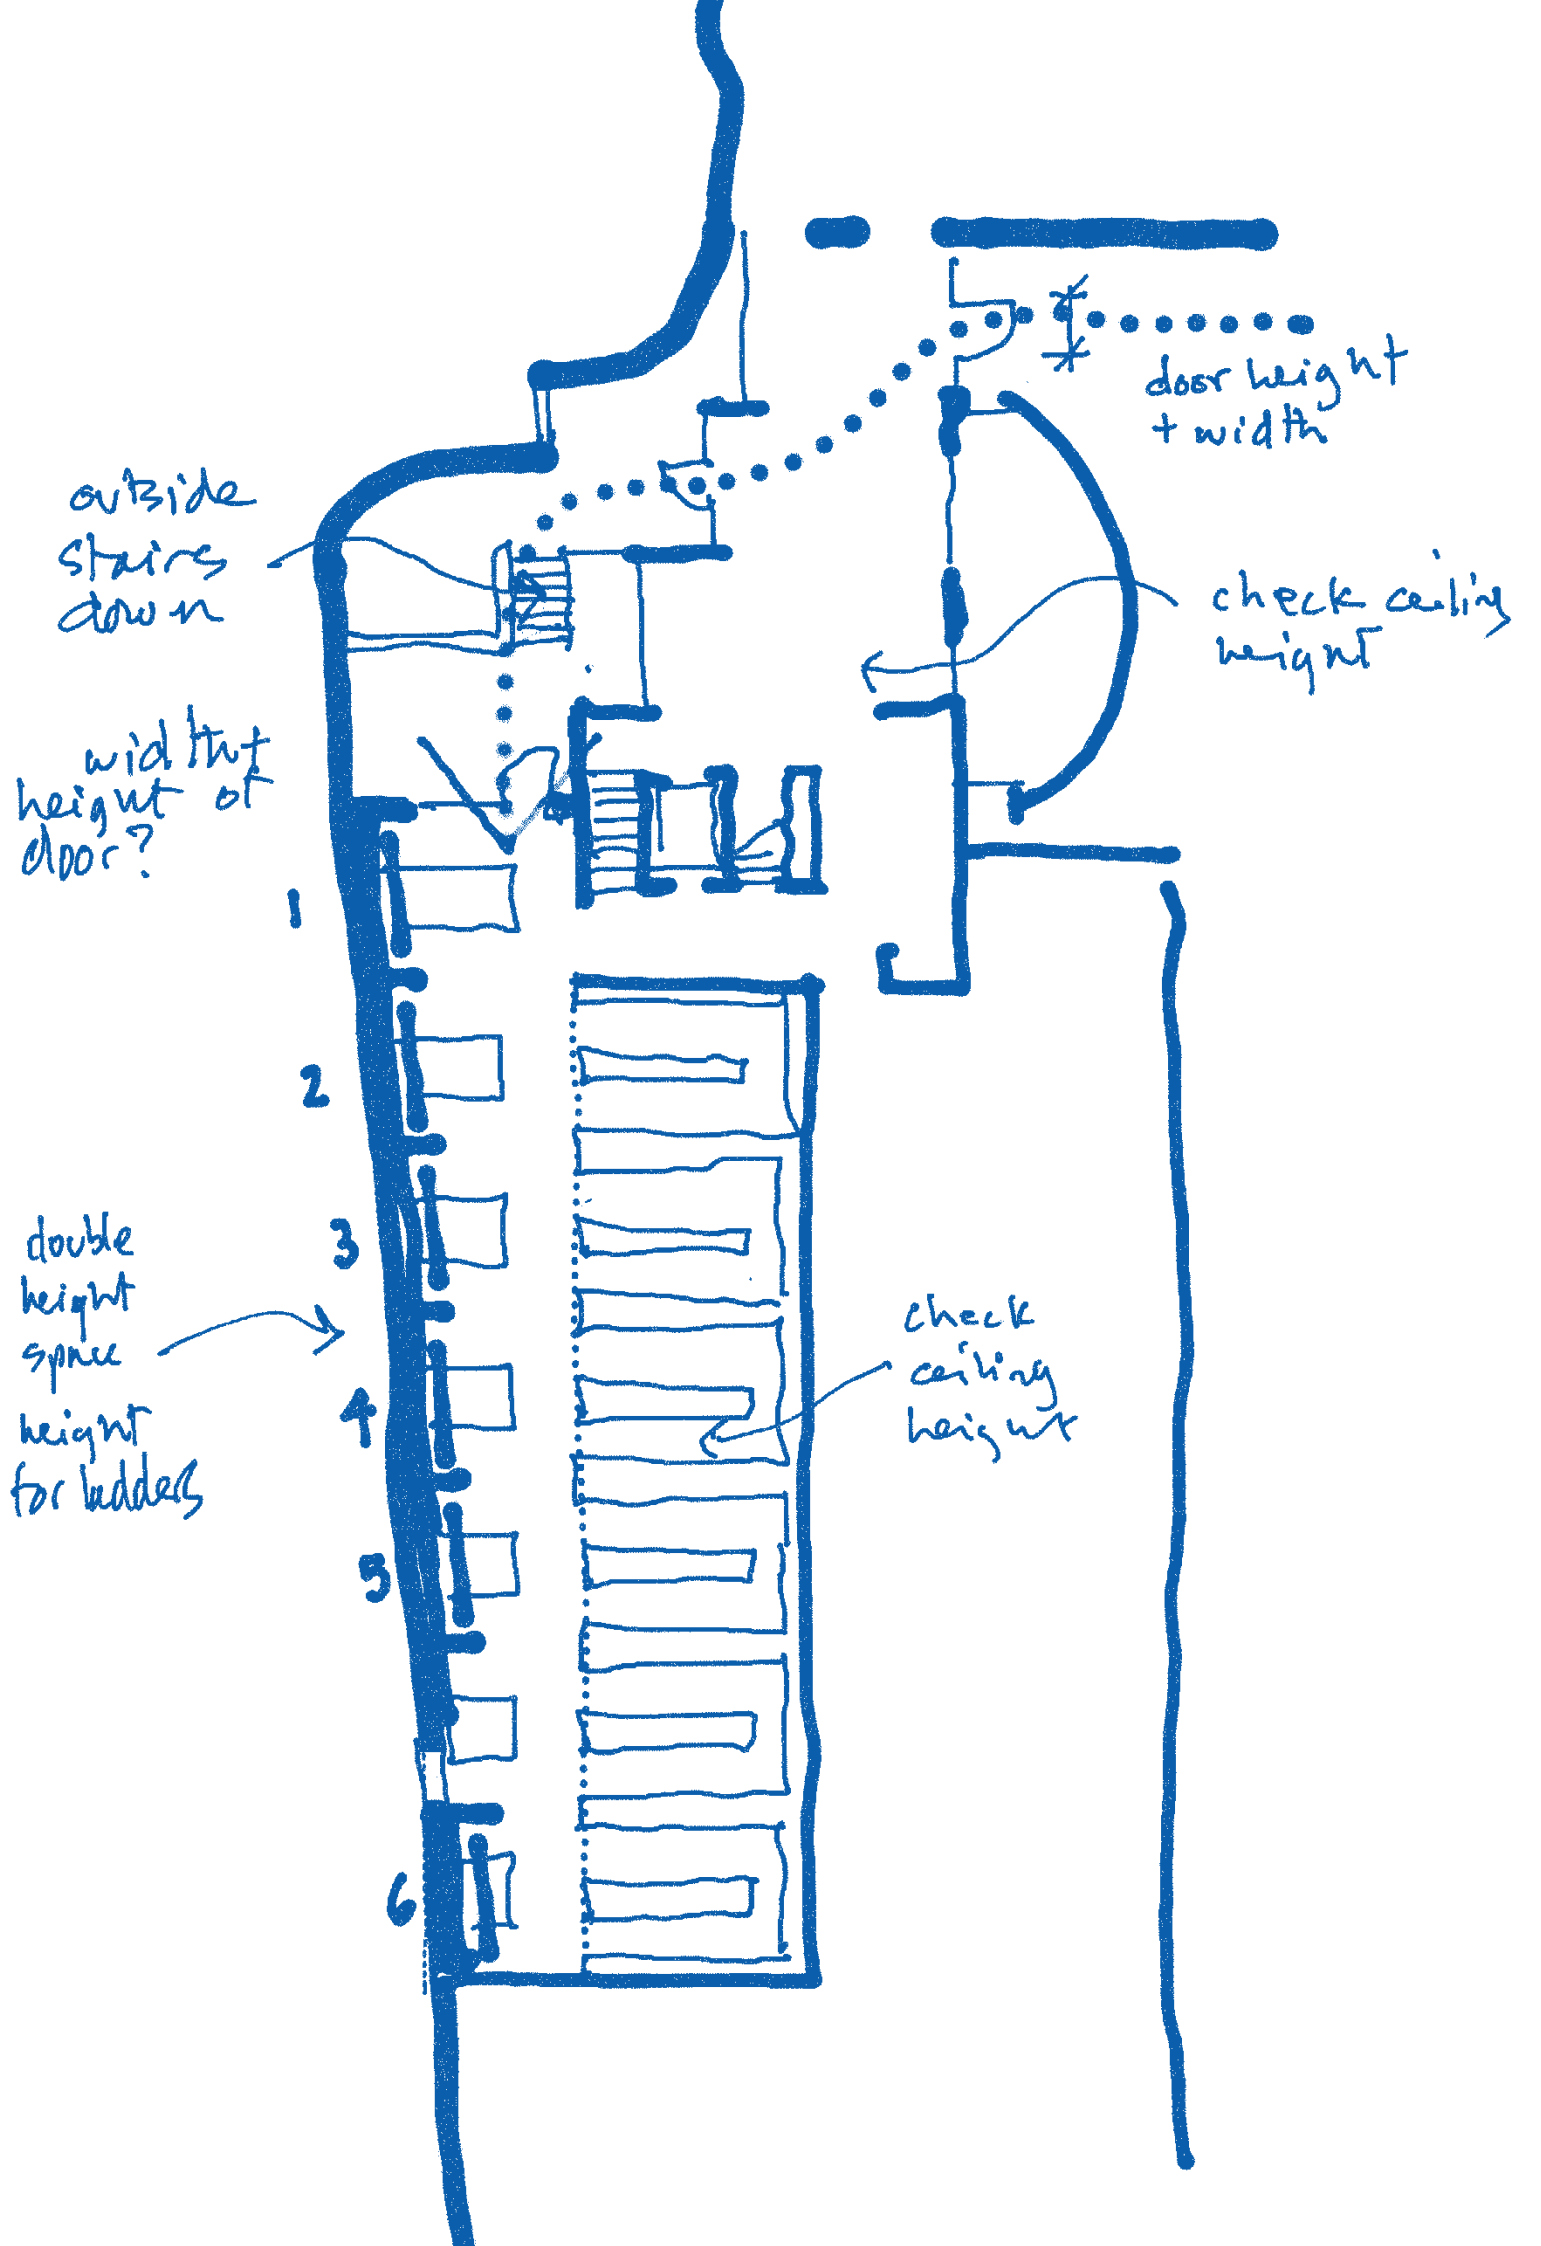 door height
+ width
outside
stairs
down
check ceiling
height
width +
height of
door?
1
2
3
4
5
6
double
height
space
height
for ladders
check
ceiling
height